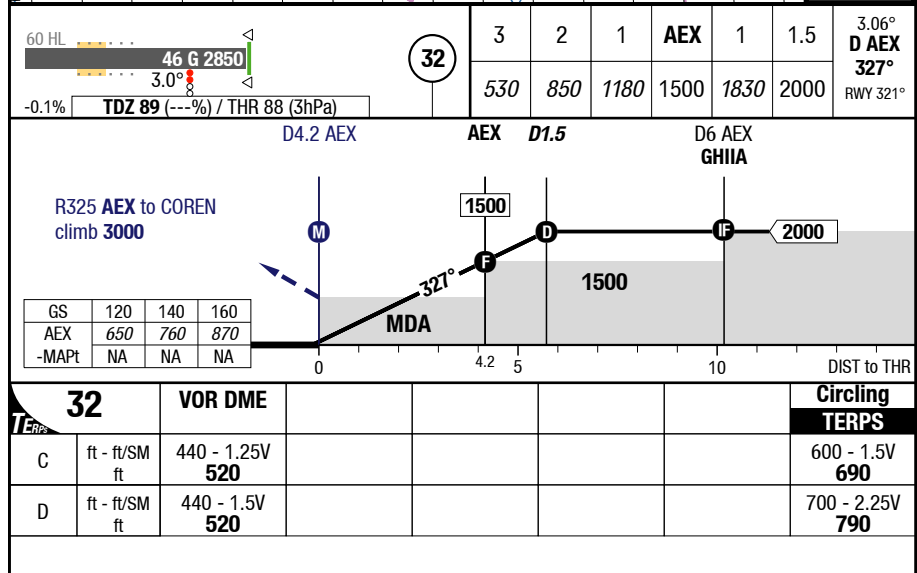 60 HL
46 G 2850
3.0°
-0.1%
TDZ 89 (---%) / THR 88 (3hPa)
32
3 2 1 AEX 1 1.5
530 850 1180 1500 1830 2000
3.06°
D AEX
327°
RWY 321°
D4.2 AEX AEX D1.5 D6 AEX
GHIIA
R325 AEX to COREN
climb 3000
M
1500
F
D
IF
2000
327°
1500
MDA
GS 120 140 160
AEX 650 760 870
-MAPt NA NA NA
0 4.2 5 10 DIST to THR
TERPS 32 VOR DME Circling
TERPS
C ft - ft/SM 440 - 1.25V 600 - 1.5V
ft 520 690
D ft - ft/SM 440 - 1.5V 700 - 2.25V
ft 520 790